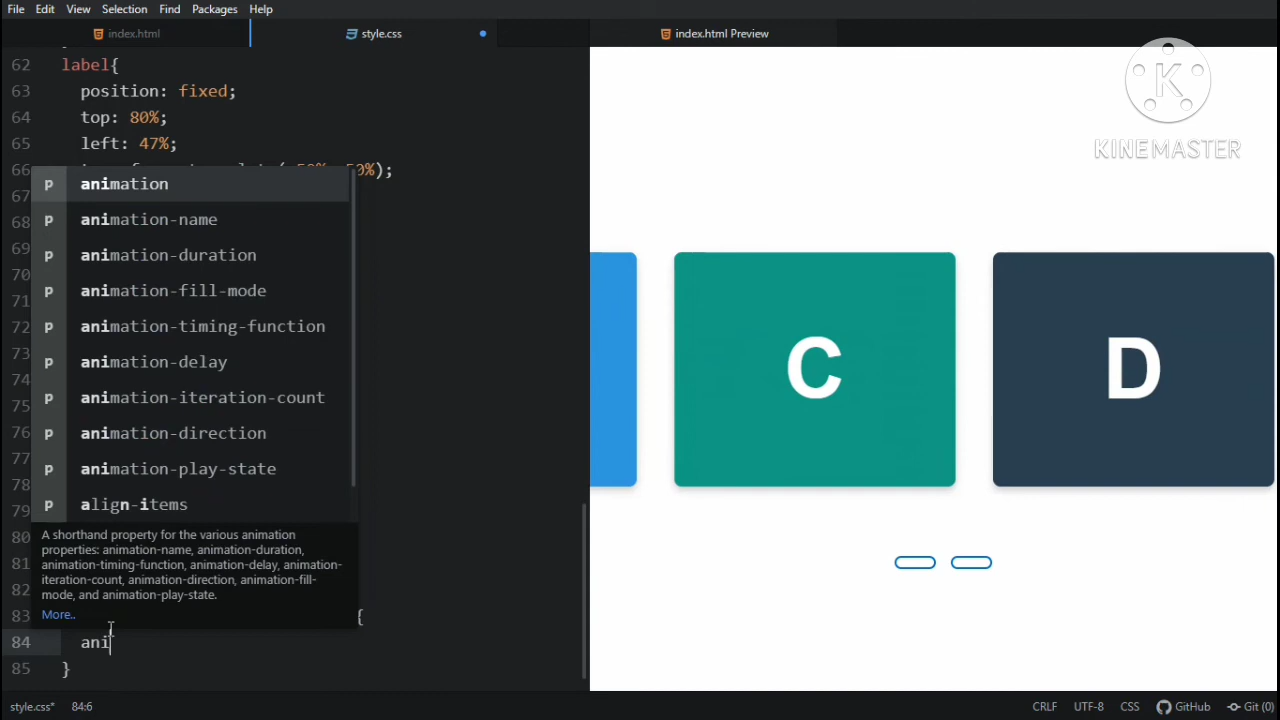 File Edit View Selection Find Packages Help
index.html
style.css
index.html Preview
62 label{
63 position: fixed;
64 top: 80%;
65 left: 47%;
66 50%);
67
68
69
70
71
72
73
74
75
76
77
78
79
80
81
82
83 {
84 ani
85 }
p animation
p animation-name
p animation-duration
p animation-fill-mode
p animation-timing-function
p animation-delay
p animation-iteration-count
p animation-direction
p animation-play-state
p align-items
A shorthand property for the various animation
properties: animation-name, animation-duration,
animation-timing-function, animation-delay, animation-
iteration-count, animation-direction, animation-fill-
mode, and animation-play-state.
More..
K
KINEMASTER
C
D
style.css* 84:6
CRLF UTF-8 CSS GitHub Git (0)